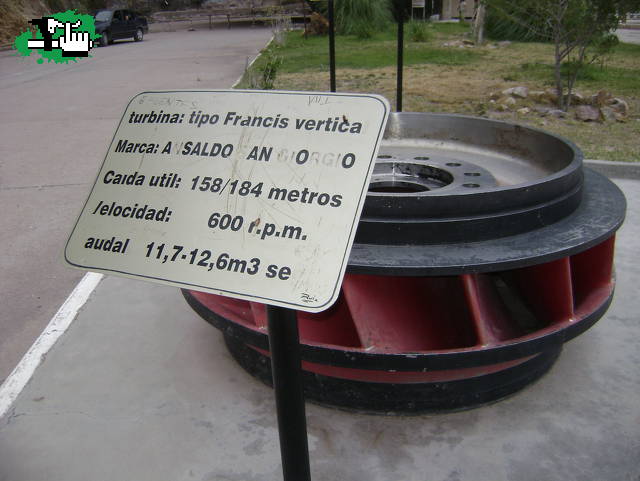 turbina: tipo Francis vertica
Marca: A SALDO AN GIORGIO
Caida util: 158/184 metros
/elocidad: 600 r.p.m.
audal 11,7-12,6m3 se